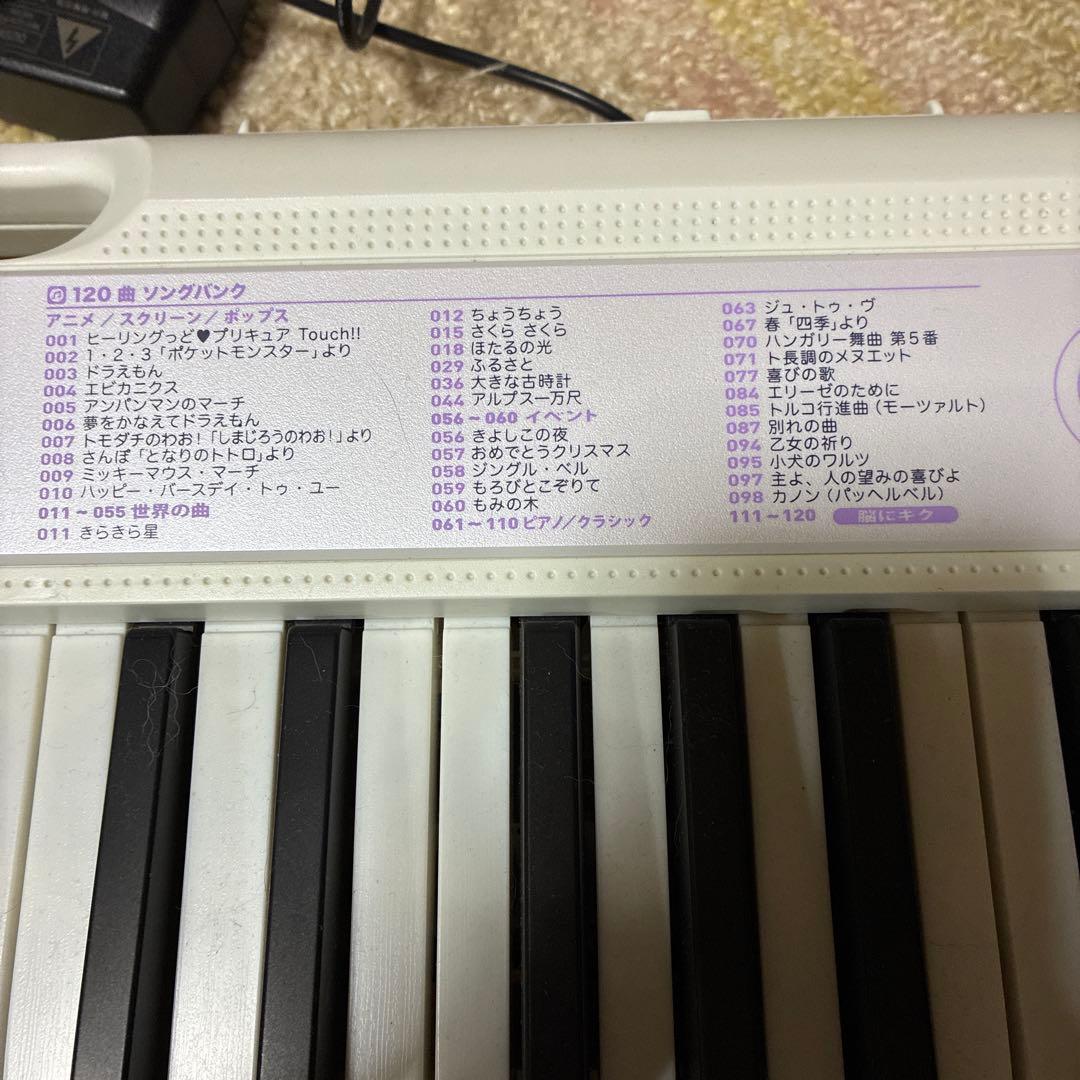 120 曲 ソングバンク
アニメ／スクリーン／ポップス
001 ヒーリングっど♥プリキュア Touch!!
002 1・2・3「ポケットモンスター」より
003 ドラえもん
004 エビカニクス
005 アンパンマンのマーチ
006 夢をかなえてドラえもん
007 トモダチのわお！「しまじろうのわお！」より
008 さんぽ「となりのトトロ」より
009 ミッキーマウス・マーチ
010 ハッピー・バースデイ・トゥ・ユー
011～055 世界の曲
011 きらきら星
012 ちょうちょう
015 さくら さくら
018 ほたるの光
029 ふるさと
036 大きな古時計
044 アルプス一万尺
056～060 イベント
056 きよしこの夜
057 おめでとうクリスマス
058 ジングル・ベル
059 もろびとこぞりて
060 もみの木
061～110 ピアノ／クラシック
063 ジュ・トゥ・ヴ
067 春「四季」より
070 ハンガリー舞曲 第5番
071 ト長調のメヌエット
077 喜びの歌
084 エリーゼのために
085 トルコ行進曲（モーツァルト）
087 別れの曲
094 乙女の祈り
095 小犬のワルツ
097 主よ、人の望みの喜びよ
098 カノン（パッヘルベル）
111～120 脳にキク